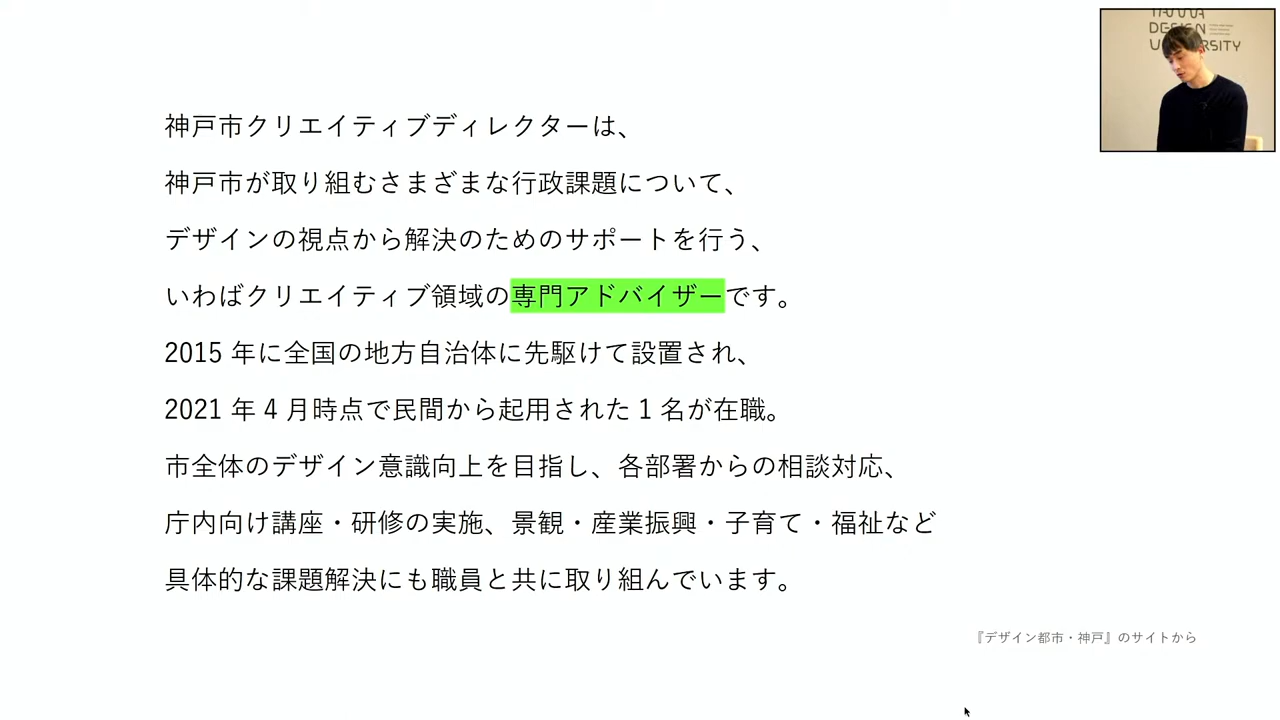 神戸市クリエイティブディレクターは、
神戸市が取り組むさまざまな行政課題について、
デザインの視点から解決のためのサポートを行う、
いわばクリエイティブ領域の専門アドバイザーです。
2015 年に全国の地方自治体に先駆けて設置され、
2021 年 4 月時点で民間から起用された 1 名が在職。
市全体のデザイン意識向上を目指し、各部署からの相談対応、
庁内向け講座・研修の実施、景観・産業振興・子育て・福祉など
具体的な課題解決にも職員と共に取り組んでいます。
『デザイン都市・神戸』のサイトから
DESIGN